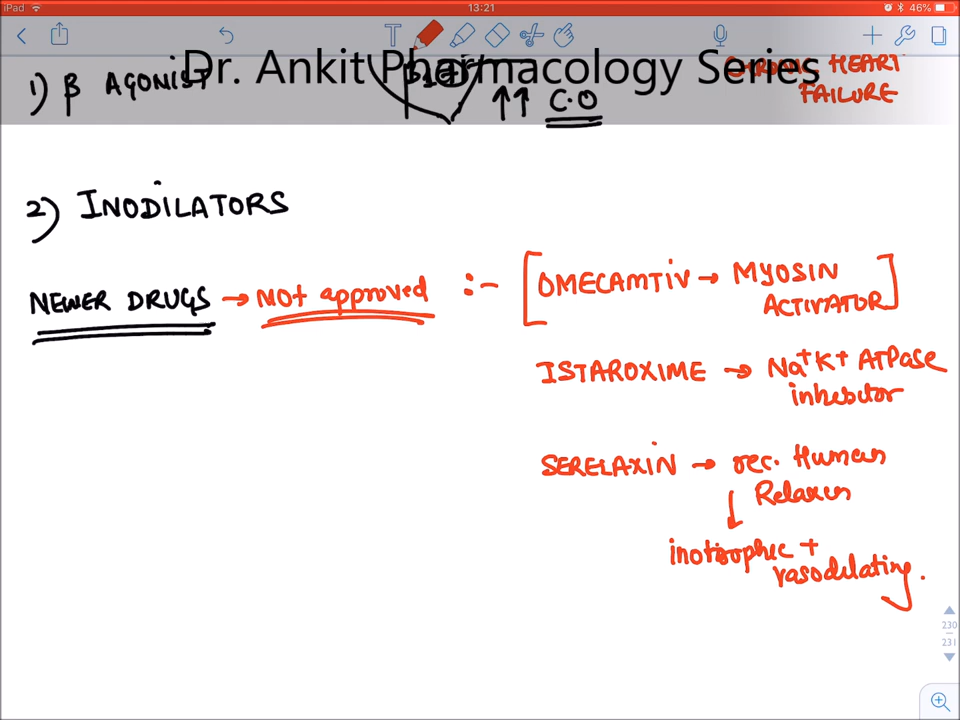 iPad 13:21 46%
T
Dr. Ankit Pharmacology Series
1) β AGONIST
↑↑ C.O
HEART
FAILURE
2) INODILATORS
NEWER DRUGS → NOt approved :- [OMECAMTIV → MYOSIN
ACTIVATOR]
ISTAROXIME → Na+K+ ATPase
inhibitor
SERELAXIN → rec. Human
Relaxin
↓
inotrophic +
vasodilating.
230
231